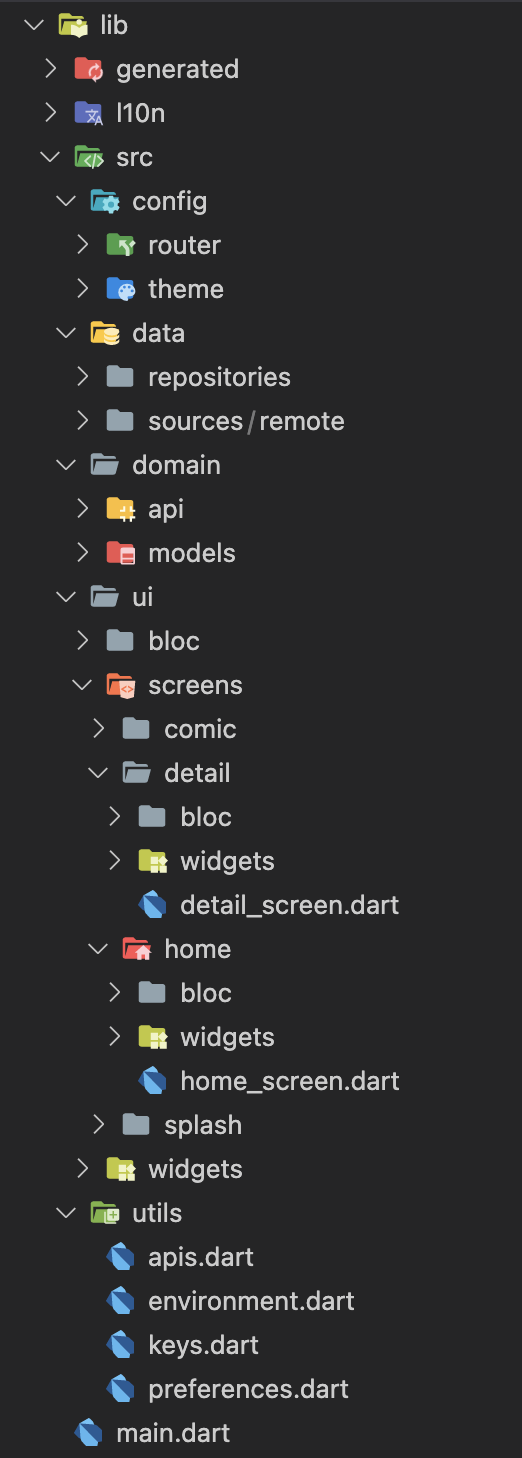 lib
generated
l10n
src
config
router
theme
data
repositories
sources/remote
domain
api
models
ui
bloc
screens
comic
detail
bloc
widgets
detail_screen.dart
home
bloc
widgets
home_screen.dart
splash
widgets
utils
apis.dart
environment.dart
keys.dart
preferences.dart
main.dart